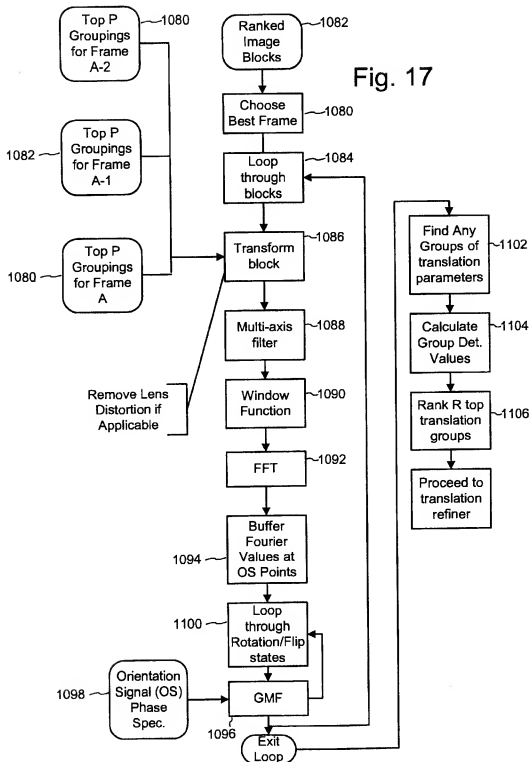 Top P
Groupings
for Frame
A-2
1080
Top P
Groupings
for Frame
A-1
1082
Top P
Groupings
for Frame
A
1080
Remove Lens
Distortion if
Applicable
Fig. 17
Ranked
Image
Blocks
1082
Choose
Best Frame
1080
Loop
through
blocks
1084
Transform
block
1086
Multi-axis
filter
1088
Window
Function
1090
FFT
1092
Buffer
Fourier
Values at
OS Points
1094
Loop
through
Rotation/Flip
states
1100
Orientation
Signal (OS)
Phase
Spec.
1098
GMF
1096
Exit
Loop
Find Any
Groups of
translation
parameters
1102
Calculate
Group Det.
Values
1104
Rank R top
translation
groups
1106
Proceed to
translation
refiner